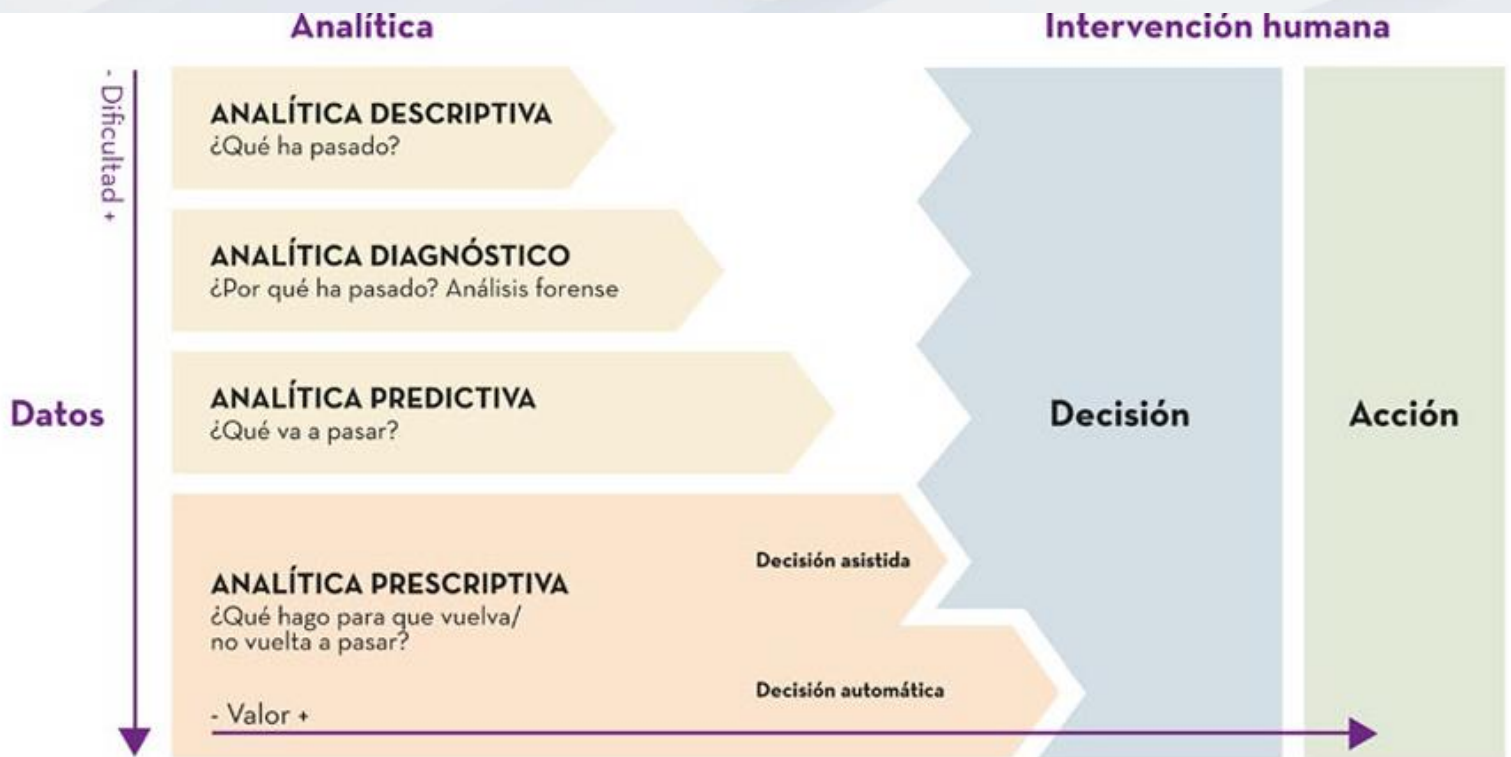 Analítica
Intervención humana
- Dificultad +
ANALÍTICA DESCRIPTIVA
¿Qué ha pasado?
ANALÍTICA DIAGNÓSTICO
¿Por qué ha pasado? Análisis forense
Datos
ANALÍTICA PREDICTIVA
¿Qué va a pasar?
Decisión
Acción
ANALÍTICA PRESCRIPTIVA
¿Qué hago para que vuelva/
no vuelta a pasar?
Decisión asistida
Decisión automática
- Valor +